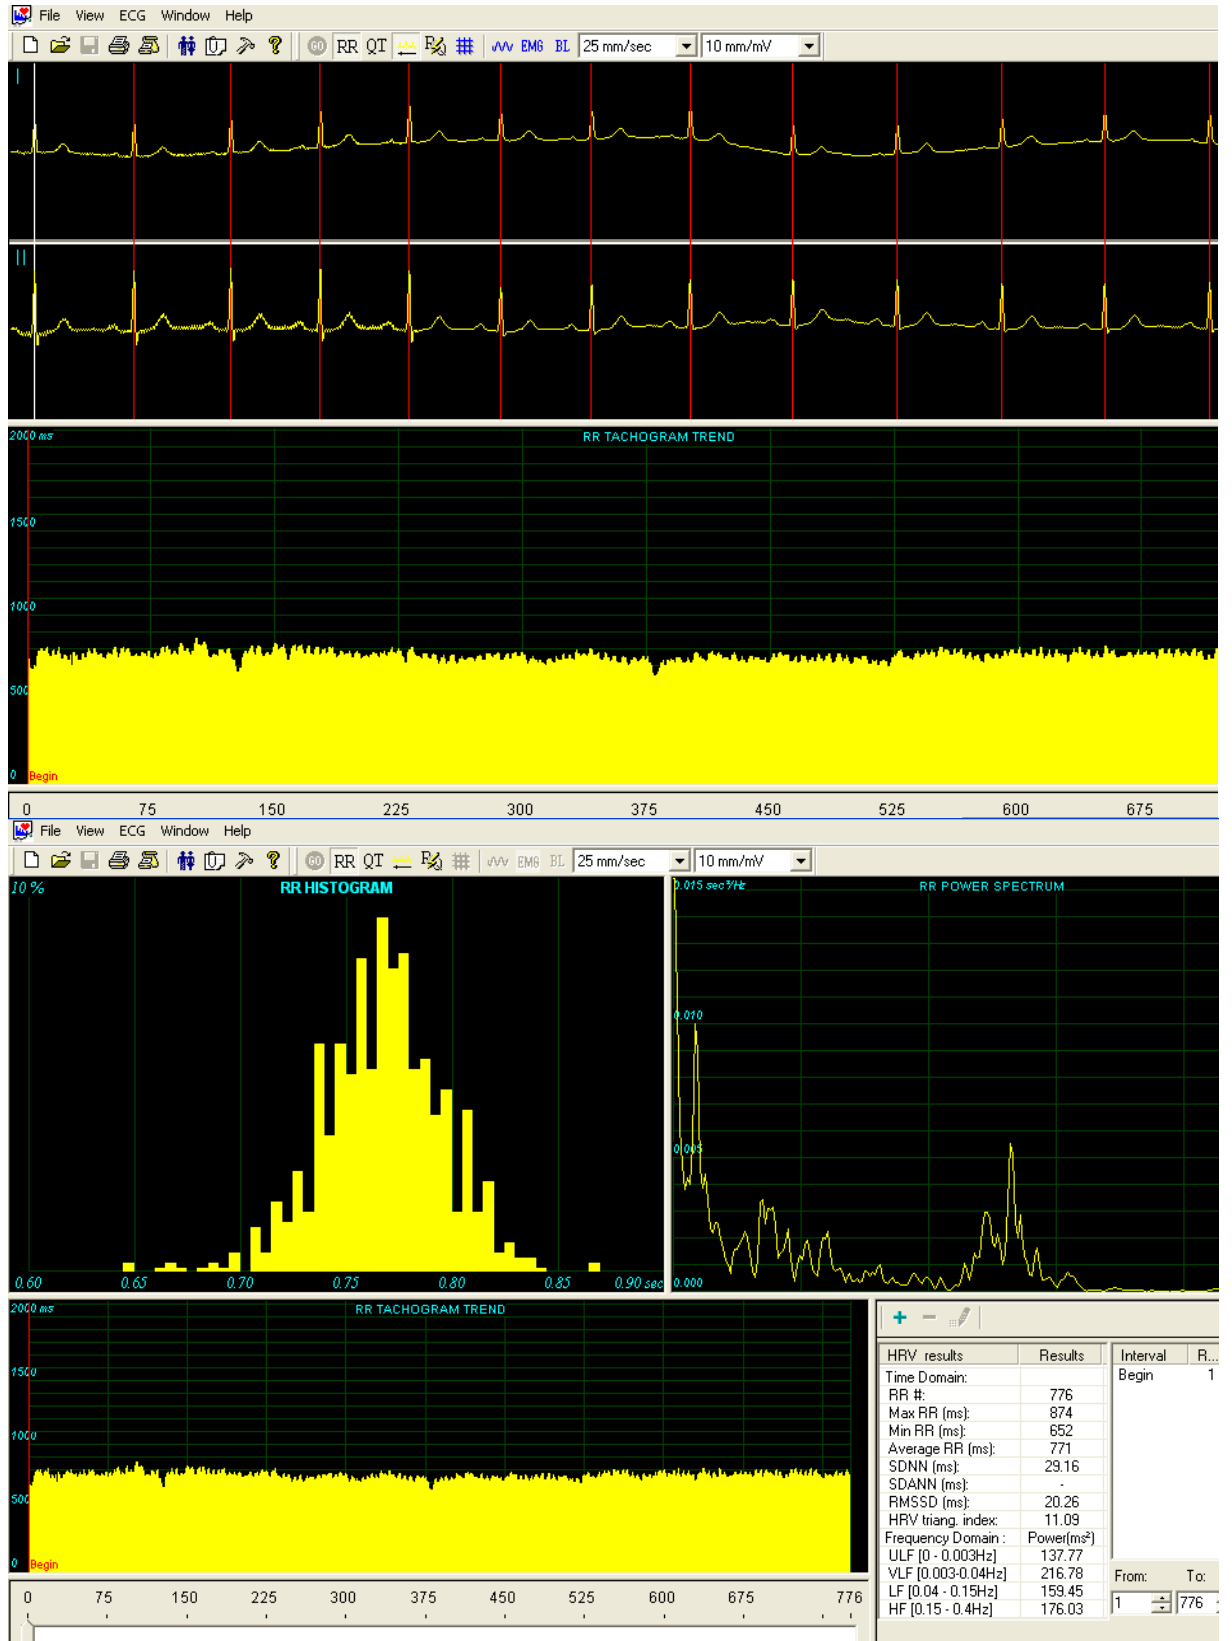 File View ECG Window Help
GO RR QT EMG BL 25 mm/sec 10 mm/mV
I
II
2000 ms RR TACHOGRAM TREND
1500
1000
500
0 Begin
0 75 150 225 300 375 450 525 600 675
File View ECG Window Help
GO RR QT EMG BL 25 mm/sec 10 mm/mV
10 % RR HISTOGRAM
0.60 0.65 0.70 0.75 0.80 0.85 0.90 sec
0.015 sec²/Hz RR POWER SPECTRUM
0.010
0.005
0.000
2000 ms RR TACHOGRAM TREND
1500
1000
500
0 Begin
0 75 150 225 300 375 450 525 600 675 776
HRV results Results
Time Domain:
RR #: 776
Max RR (ms): 874
Min RR (ms): 652
Average RR (ms): 771
SDNN (ms): 29.16
SDANN (ms): -
RMSSD (ms): 20.26
HRV triang. index: 11.09
Frequency Domain : Power(ms²)
ULF [0 - 0.003Hz] 137.77
VLF [0.003-0.04Hz] 216.78
LF [0.04 - 0.15Hz] 159.45
HF [0.15 - 0.4Hz] 176.03
Interval R...
Begin 1
From: To:
1 776